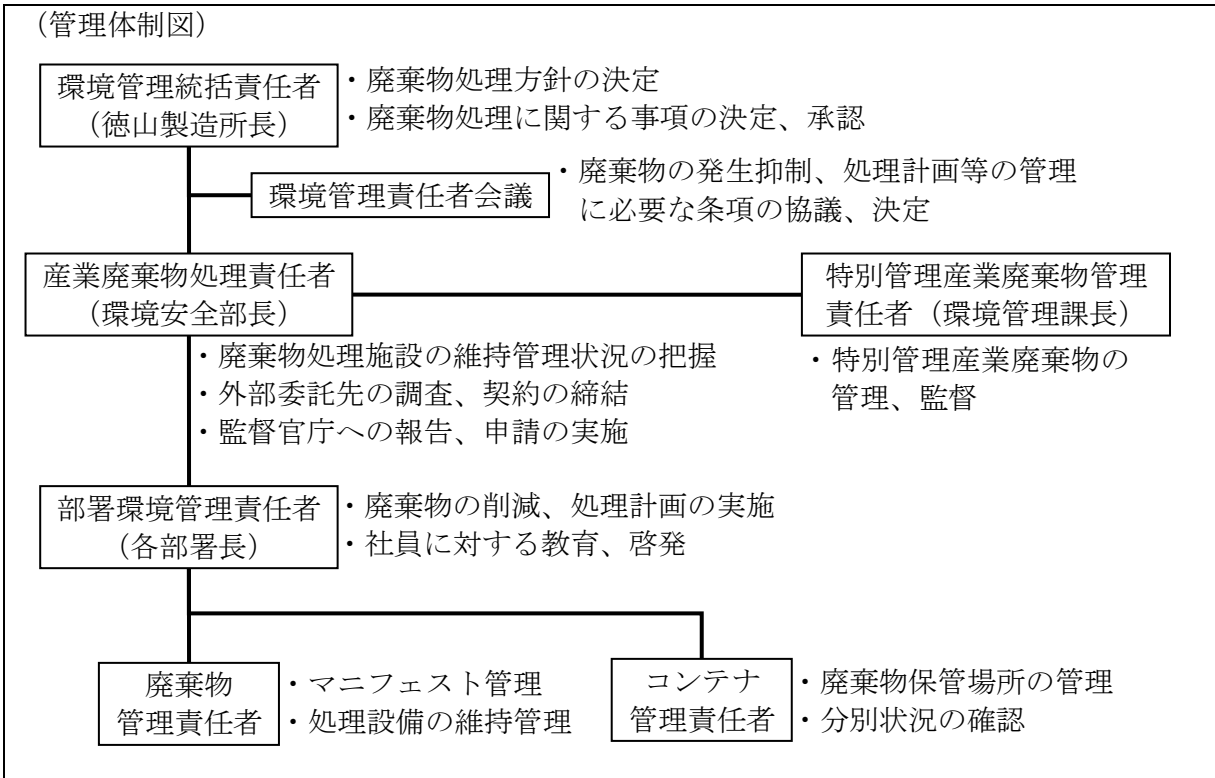 (管理体制図)
環境管理統括責任者
(徳山製造所長)
・廃棄物処理方針の決定
・廃棄物処理に関する事項の決定、承認
環境管理責任者会議
・廃棄物の発生抑制、処理計画等の管理
に必要な条項の協議、決定
産業廃棄物処理責任者
(環境安全部長)
特別管理産業廃棄物管理
責任者(環境管理課長)
・廃棄物処理施設の維持管理状況の把握
・外部委託先の調査、契約の締結
・監督官庁への報告、申請の実施
・特別管理産業廃棄物の
管理、監督
部署環境管理責任者
(各部署長)
・廃棄物の削減、処理計画の実施
・社員に対する教育、啓発
廃棄物
管理責任者
・マニフェスト管理
・処理設備の維持管理
コンテナ
管理責任者
・廃棄物保管場所の管理
・分別状況の確認